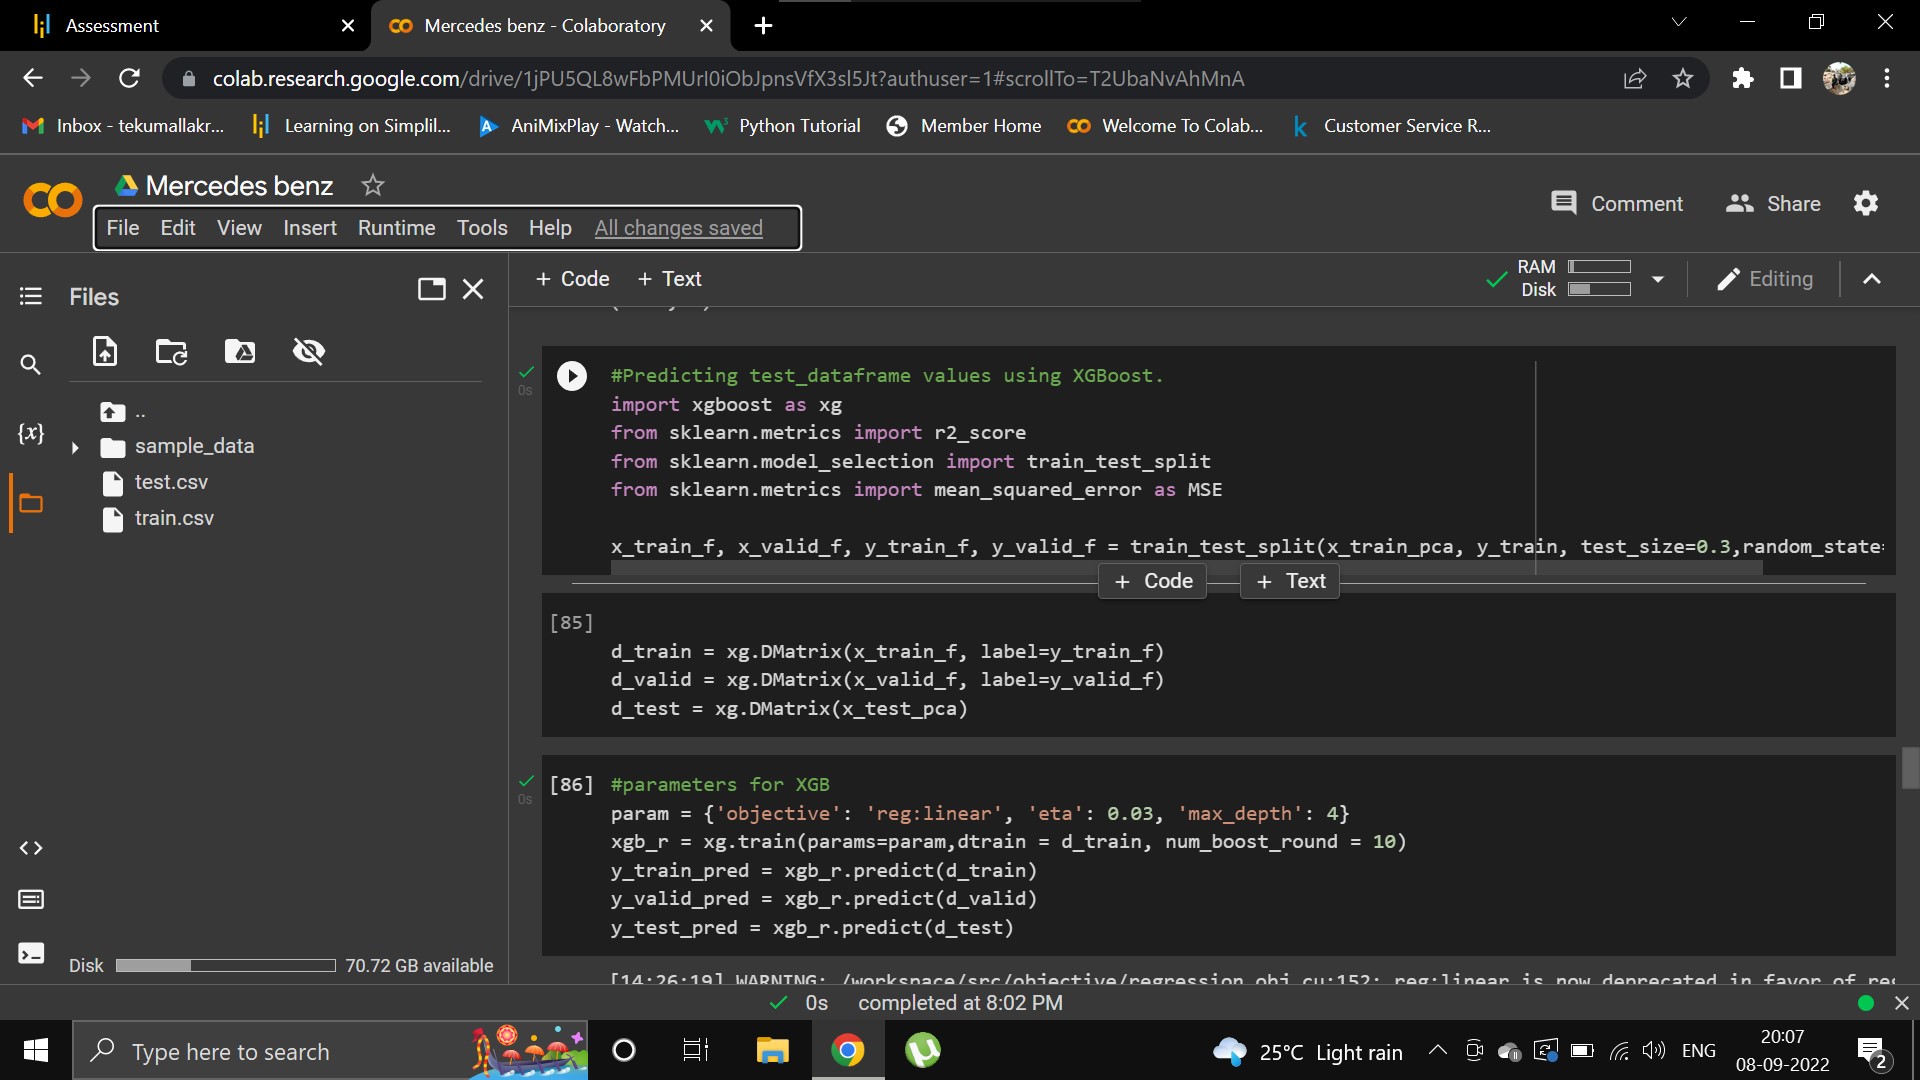 Assessment
Mercedes benz - Colaboratory
colab.research.google.com/drive/1jPU5QL8wFbPMUrI0iObJpnsVfX3sI5Jt?authuser=1#scrollTo=T2UbaNvAhMnA
Inbox - tekumallakr...
Learning on Simplil...
AniMixPlay - Watch...
Python Tutorial
Member Home
Welcome To Colab...
Customer Service R...
Mercedes benz
File Edit View Insert Runtime Tools Help All changes saved
Comment
Share
Files
+ Code + Text
RAM
Disk
Editing
..
sample_data
test.csv
train.csv
{x}
Disk 70.72 GB available
0s
#Predicting test_dataframe values using XGBoost.
import xgboost as xg
from sklearn.metrics import r2_score
from sklearn.model_selection import train_test_split
from sklearn.metrics import mean_squared_error as MSE
x_train_f, x_valid_f, y_train_f, y_valid_f = train_test_split(x_train_pca, y_train, test_size=0.3,random_state=
+ Code + Text
[85]
d_train = xg.DMatrix(x_train_f, label=y_train_f)
d_valid = xg.DMatrix(x_valid_f, label=y_valid_f)
d_test = xg.DMatrix(x_test_pca)
0s
[86] #parameters for XGB
param = {'objective': 'reg:linear', 'eta': 0.03, 'max_depth': 4}
xgb_r = xg.train(params=param,dtrain = d_train, num_boost_round = 10)
y_train_pred = xgb_r.predict(d_train)
y_valid_pred = xgb_r.predict(d_valid)
y_test_pred = xgb_r.predict(d_test)
[14:26:19] WARNING: /workspace/src/objective/regression_obj.cu:152: reg:linear is now deprecated in favor of reg
0s completed at 8:02 PM
Type here to search
25°C Light rain
ENG
20:07
08-09-2022
2